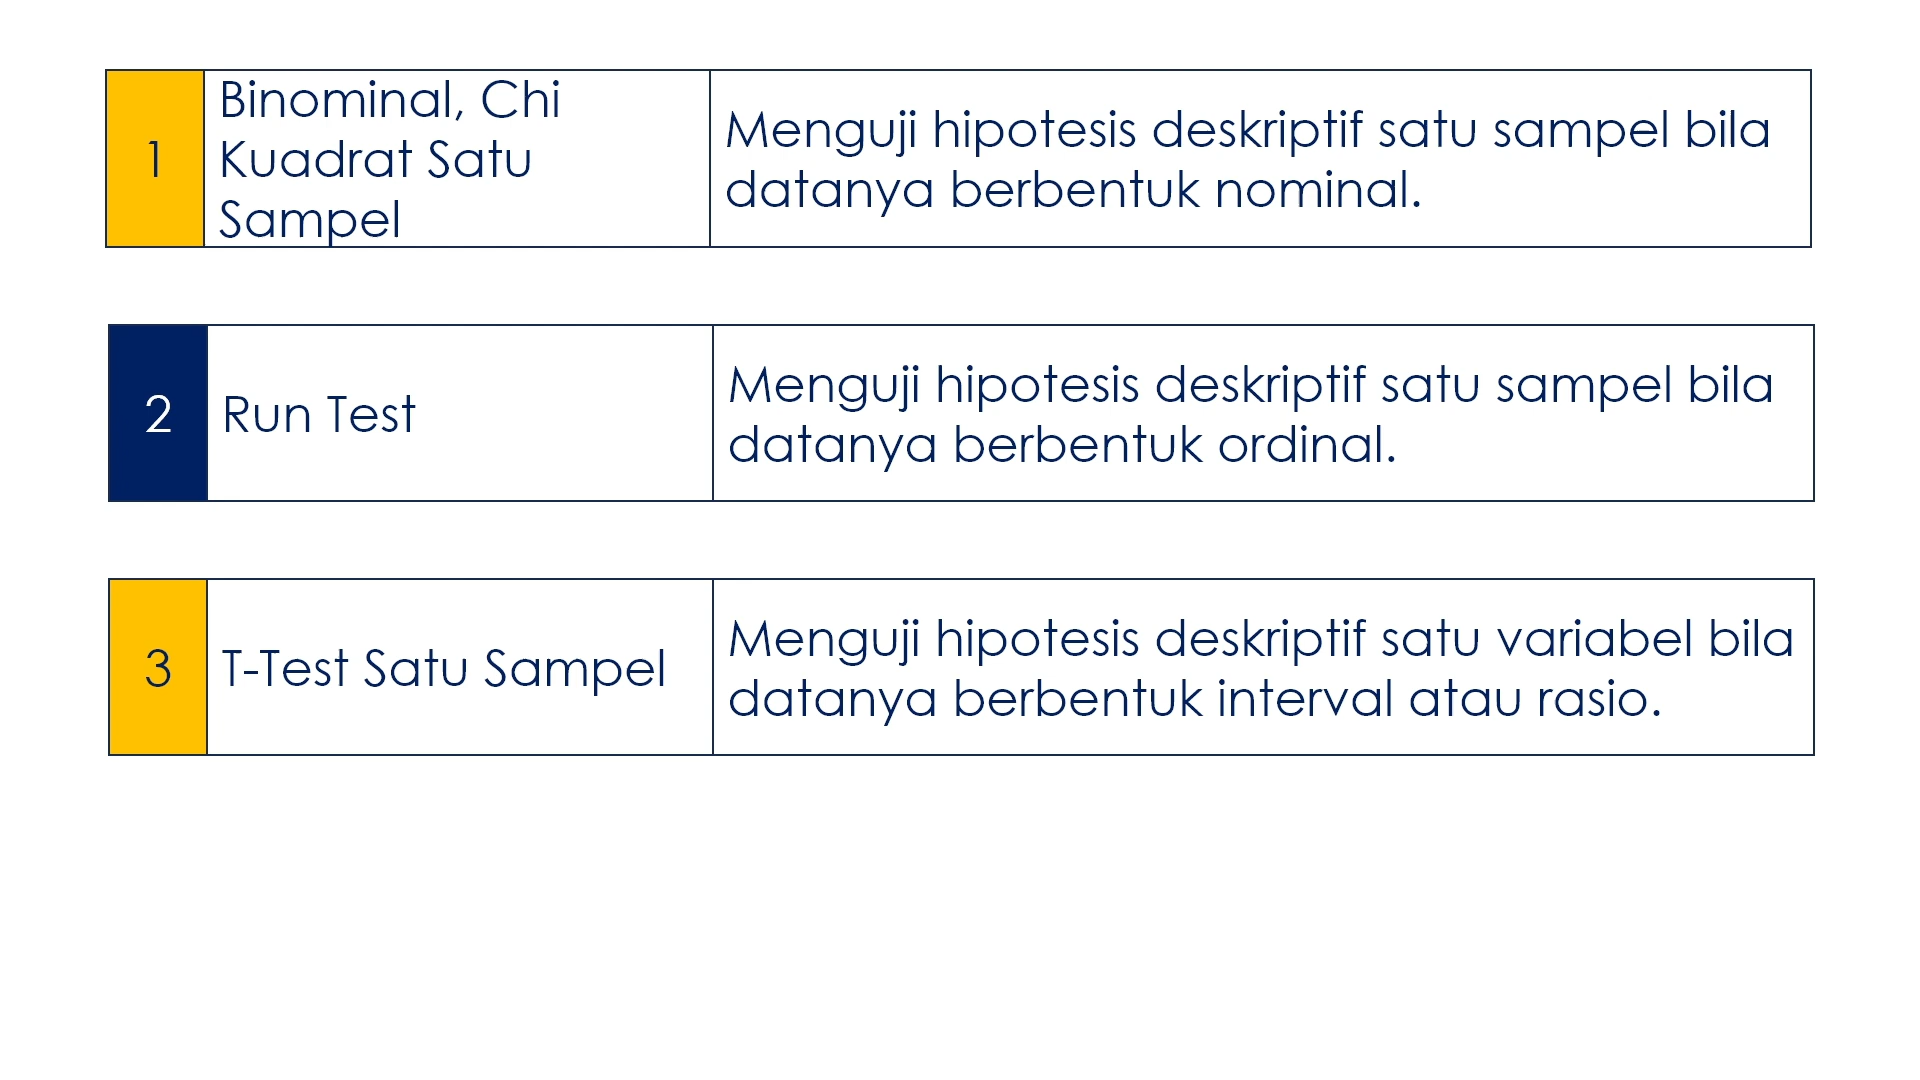 1
Binominal, Chi
Kuadrat Satu
Sampel
Menguji hipotesis deskriptif satu sampel bila
datanya berbentuk nominal.
2
Run Test
Menguji hipotesis deskriptif satu sampel bila
datanya berbentuk ordinal.
3
T-Test Satu Sampel
Menguji hipotesis deskriptif satu variabel bila
datanya berbentuk interval atau rasio.